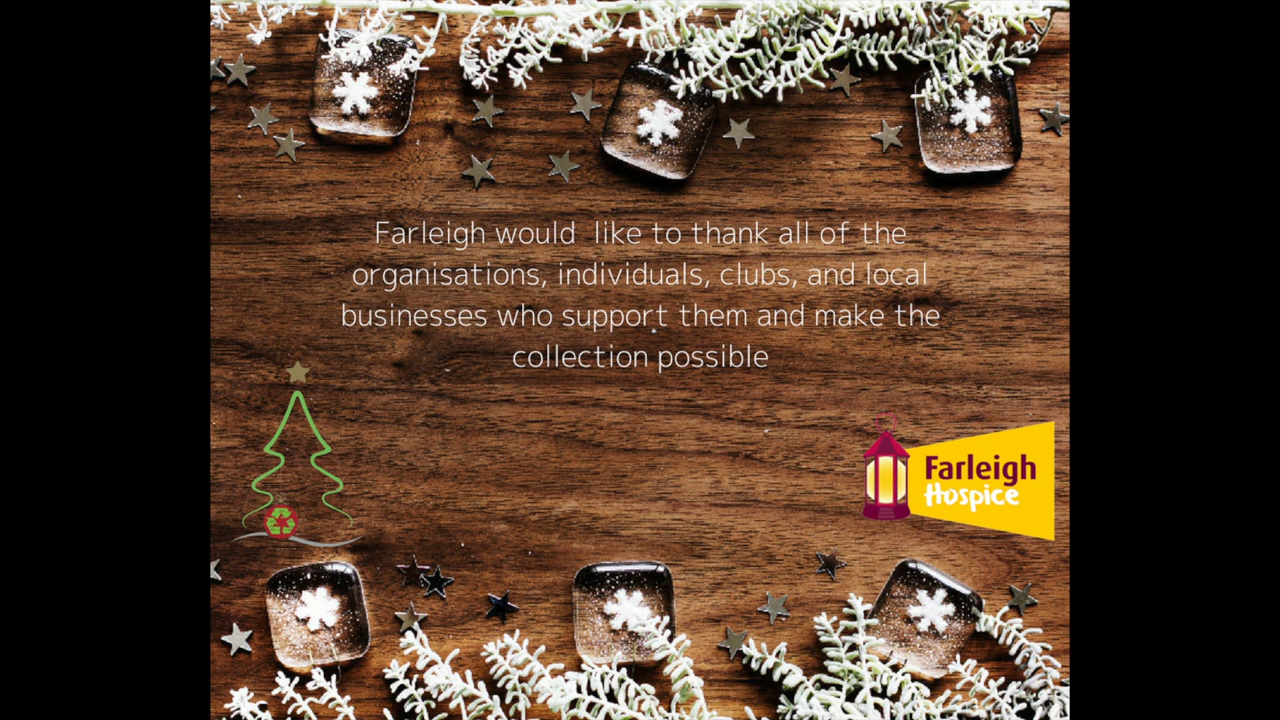 Farleigh would  like to thank all of the
organisations, individuals, clubs, and local
businesses who support them and make the
collection possible
Farleigh
Hospice